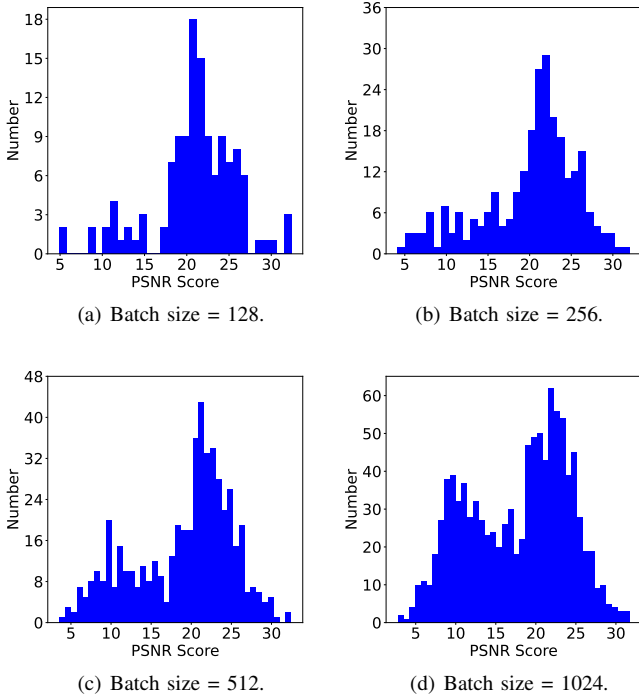 18
15
12
9
6
3
0
Number
5 10 15 20 25 30
PSNR Score
(a) Batch size = 128.
36
30
24
18
12
6
0
Number
5 10 15 20 25 30
PSNR Score
(b) Batch size = 256.
48
40
32
24
16
8
0
Number
5 10 15 20 25 30
PSNR Score
(c) Batch size = 512.
60
50
40
30
20
10
0
Number
5 10 15 20 25 30
PSNR Score
(d) Batch size = 1024.